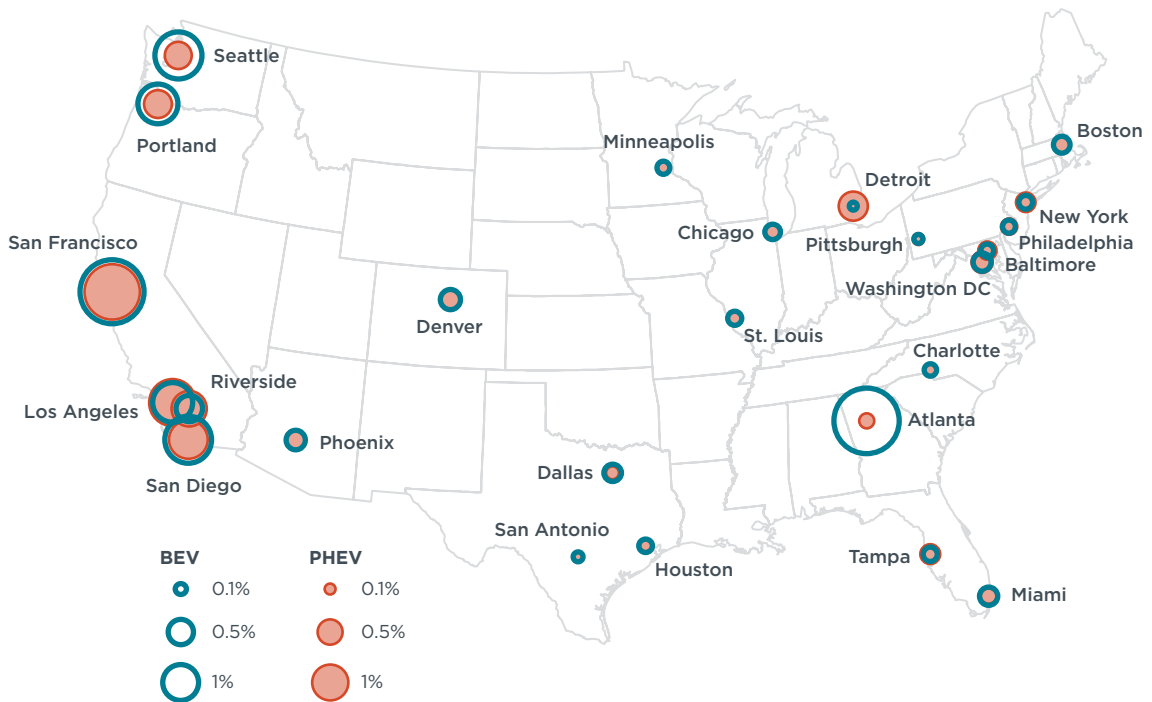 Seattle
Portland
Minneapolis
Boston
Detroit
New York
San Francisco
Chicago
Pittsburgh
Philadelphia
Baltimore
Washington DC
Denver
St. Louis
Charlotte
Riverside
Los Angeles
Atlanta
Phoenix
Dallas
San Diego
San Antonio
Houston
Tampa
Miami
BEV PHEV
0.1% 0.1%
0.5% 0.5%
1% 1%